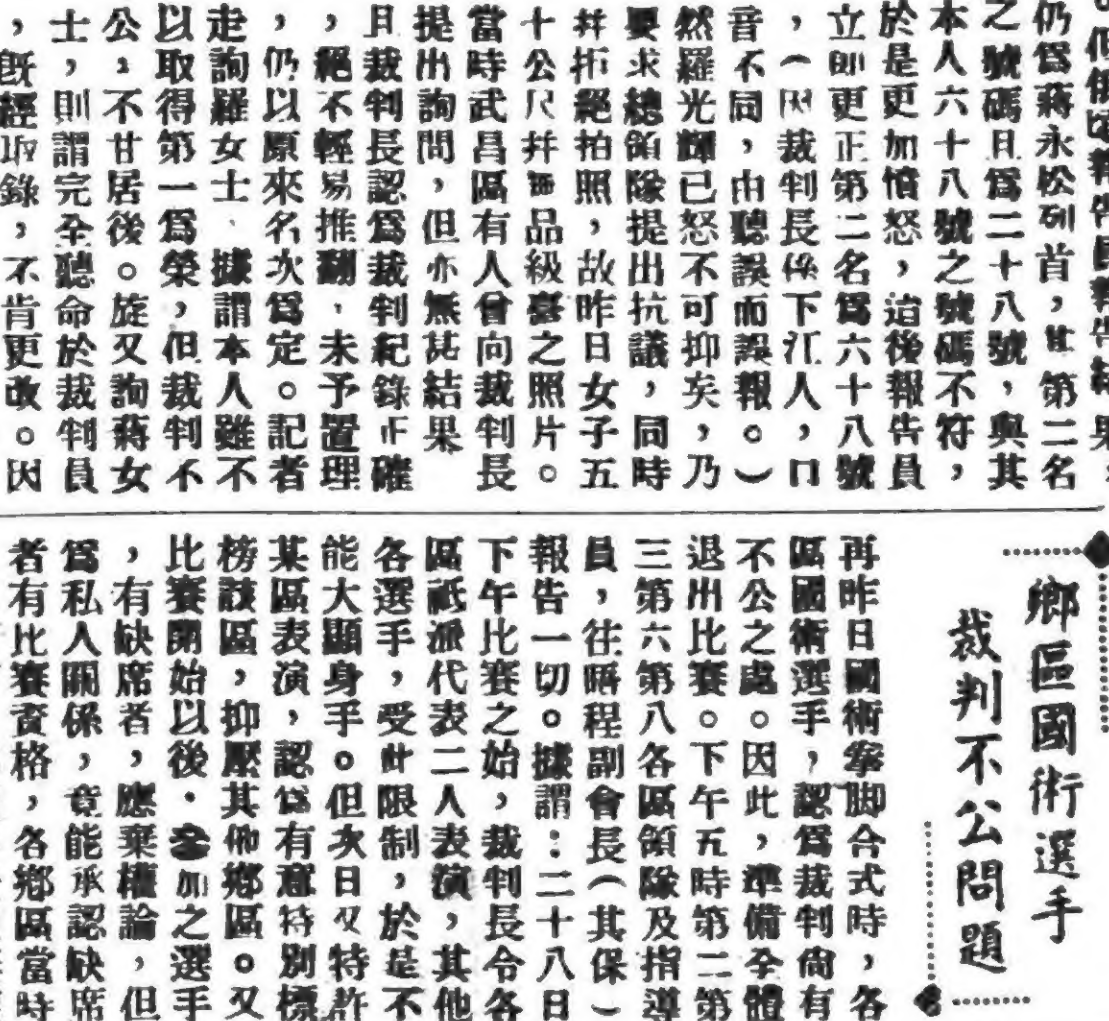 仍爲蔣永松列首，其第二名
之號碼且爲二十八號，與其
本人六十八號之號碼不符，
於是更加憤怒，迨後報告員
立卽更正第二名爲六十八號
，（因裁判長係下江人，口
音不同，由聽誤而誤報。）
然羅光輝已怒不可抑矣，乃
要求總領隊提出抗議，同時
幷拒絕拍照，故昨日女子五
十公尺幷無品級臺之照片。
當時武昌區有人曾向裁判長
提出詢問，但亦無甚結果
且裁判長認爲裁判紀錄正確
，絕不輕易推翻，未予置理
，仍以原來名次爲定。記者
走詢羅女士、據謂本人雖不
以取得第一爲榮，但裁判不
公，不甘居後。旋又詢蔣女
士，則謂完全聽命於裁判員
，旣經取錄，不肯更改。因
鄉區國術選手
裁判不公問題
再昨日國術拳脚合式時，各
區國術選手，認爲裁判尙有
不公之處。因此，準備全體
退出比賽。下午五時第二第
三第六第八各區領隊及指導
員，往晤程副會長（其保）
報告一切。據謂：二十八日
下午比賽之始，裁判長令各
區祇派代表二人表演，其他
各選手，受此限制，於是不
能大顯身手。但次日又特許
某區表演，認爲有意特別標
榜該區，抑壓其他鄉區。又
比賽開始以後，參加之選手
，有缺席者，應棄權論，但
爲私人關係，竟能承認缺席
者有比賽資格，各鄉區當時